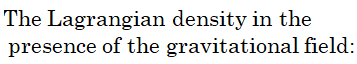 The Lagrangian density in the
presence of the gravitational field: